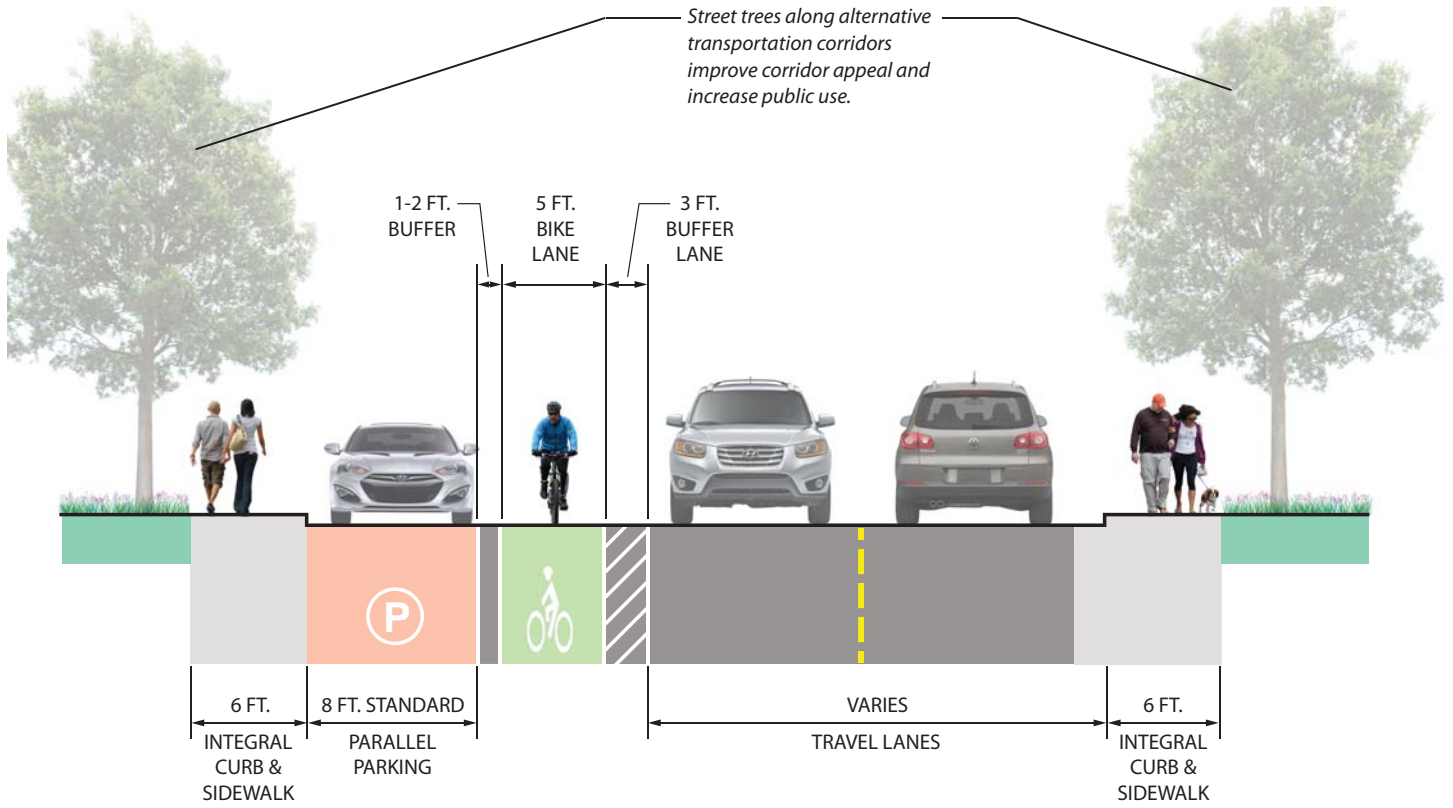 Street trees along alternative
transportation corridors
improve corridor appeal and
increase public use.
1-2 FT.
BUFFER
5 FT.
BIKE
LANE
3 FT.
BUFFER
LANE
P
6 FT.
INTEGRAL
CURB &
SIDEWALK
8 FT. STANDARD
PARALLEL
PARKING
VARIES
TRAVEL LANES
6 FT.
INTEGRAL
CURB &
SIDEWALK